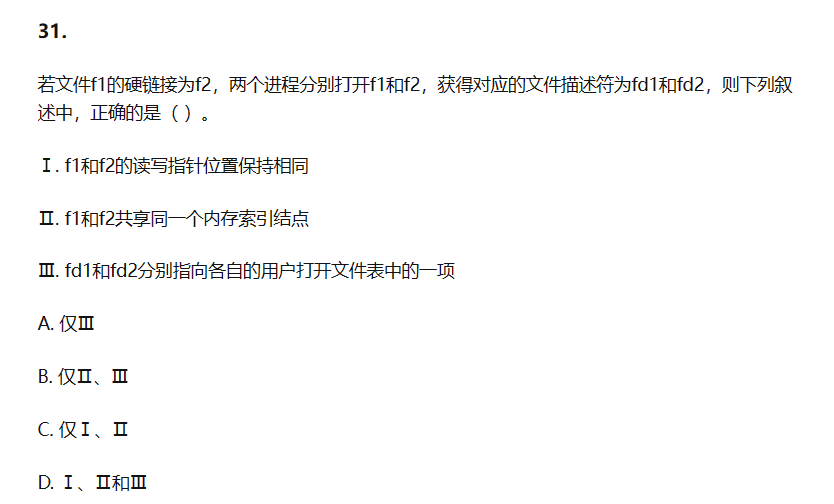 31.
若文件f1的硬链接为f2，两个进程分别打开f1和f2，获得对应的文件描述符为fd1和fd2，则下列叙
述中，正确的是（ ）。
Ⅰ. f1和f2的读写指针位置保持相同
Ⅱ. f1和f2共享同一个内存索引结点
Ⅲ. fd1和fd2分别指向各自的用户打开文件表中的一项
A. 仅Ⅲ
B. 仅Ⅱ、Ⅲ
C. 仅Ⅰ、Ⅱ
D. Ⅰ、Ⅱ和Ⅲ